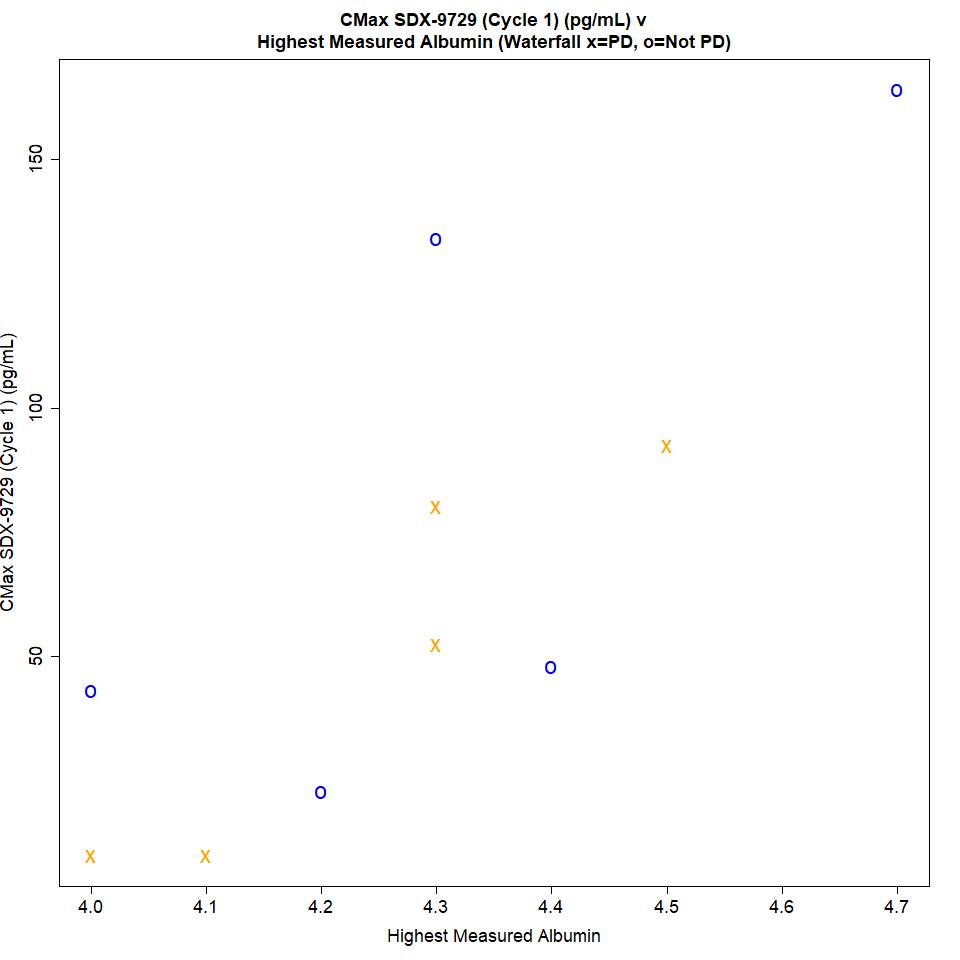 CMax SDX-9729 (Cycle 1) (pg/mL) v
Highest Measured Albumin (Waterfall x=PD, o=Not PD)
CMax SDX-9729 (Cycle 1) (pg/mL)
150
100
50
O
O
X
X
X
O
O
O
X
X
4.0 4.1 4.2 4.3 4.4 4.5 4.6 4.7
Highest Measured Albumin